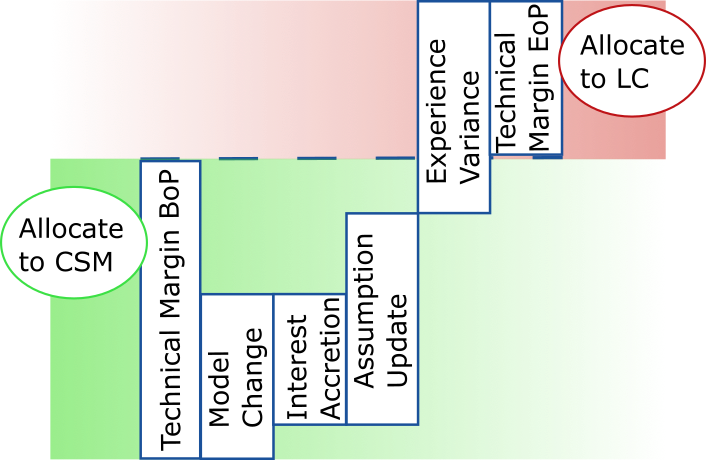 Allocate
to CSM
Technical Margin BoP
Model
Change
Interest
Accretion
Assumption
Update
Experience
Variance
Technical
Margin EoP
Allocate
to LC